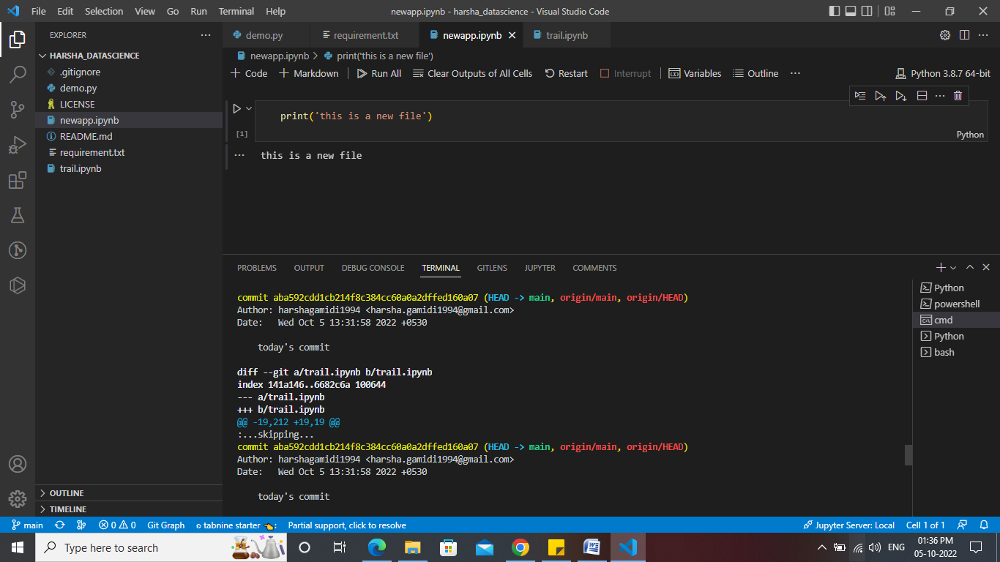 File Edit Selection View Go Run Terminal Help newapp.ipynb - harsha_datascience - Visual Studio Code
EXPLORER
HARSHA_DATASCIENCE
.gitignore
demo.py
LICENSE
newapp.ipynb
README.md
requirement.txt
trail.ipynb
OUTLINE
TIMELINE
demo.py requirement.txt newapp.ipynb trail.ipynb
newapp.ipynb > print('this is a new file')
+ Code + Markdown Run All Clear Outputs of All Cells Restart Interrupt Variables Outline ... Python 3.8.7 64-bit
print('this is a new file')
[1]
Python
this is a new file
PROBLEMS OUTPUT DEBUG CONSOLE TERMINAL GITLENS JUPYTER COMMENTS
commit aba592cdd1cb214f8c384cc60a0a2dffed160a07 (HEAD -> main, origin/main, origin/HEAD)
Author: harshagamidi1994 <harsha.gamidi1994@gmail.com>
Date:   Wed Oct 5 13:31:58 2022 +0530
today's commit
diff --git a/trail.ipynb b/trail.ipynb
index 141a146..6682c6a 100644
--- a/trail.ipynb
+++ b/trail.ipynb
@@ -19,212 +19,19 @@
:...skipping...
commit aba592cdd1cb214f8c384cc60a0a2dffed160a07 (HEAD -> main, origin/main, origin/HEAD)
Author: harshagamidi1994 <harsha.gamidi1994@gmail.com>
Date:   Wed Oct 5 13:31:58 2022 +0530
today's commit
Python
powershell
cmd
Python
bash
main 0 0 Git Graph tabnine starter Partial support, click to resolve Jupyter Server: Local Cell 1 of 1
Type here to search
ENG
01:36 PM
05-10-2022